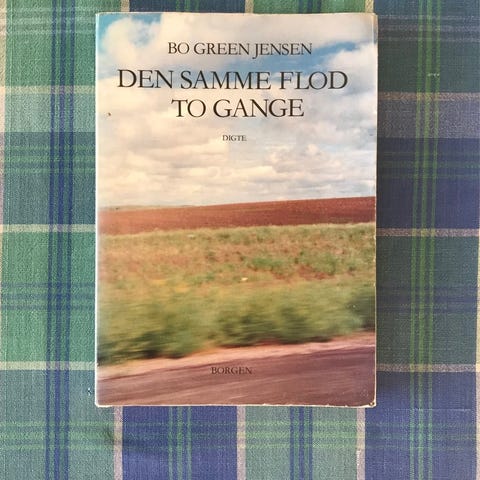 BO GREEN JENSEN
DEN SAMME FLOD
TO GANGE
DIGTE
BORGEN